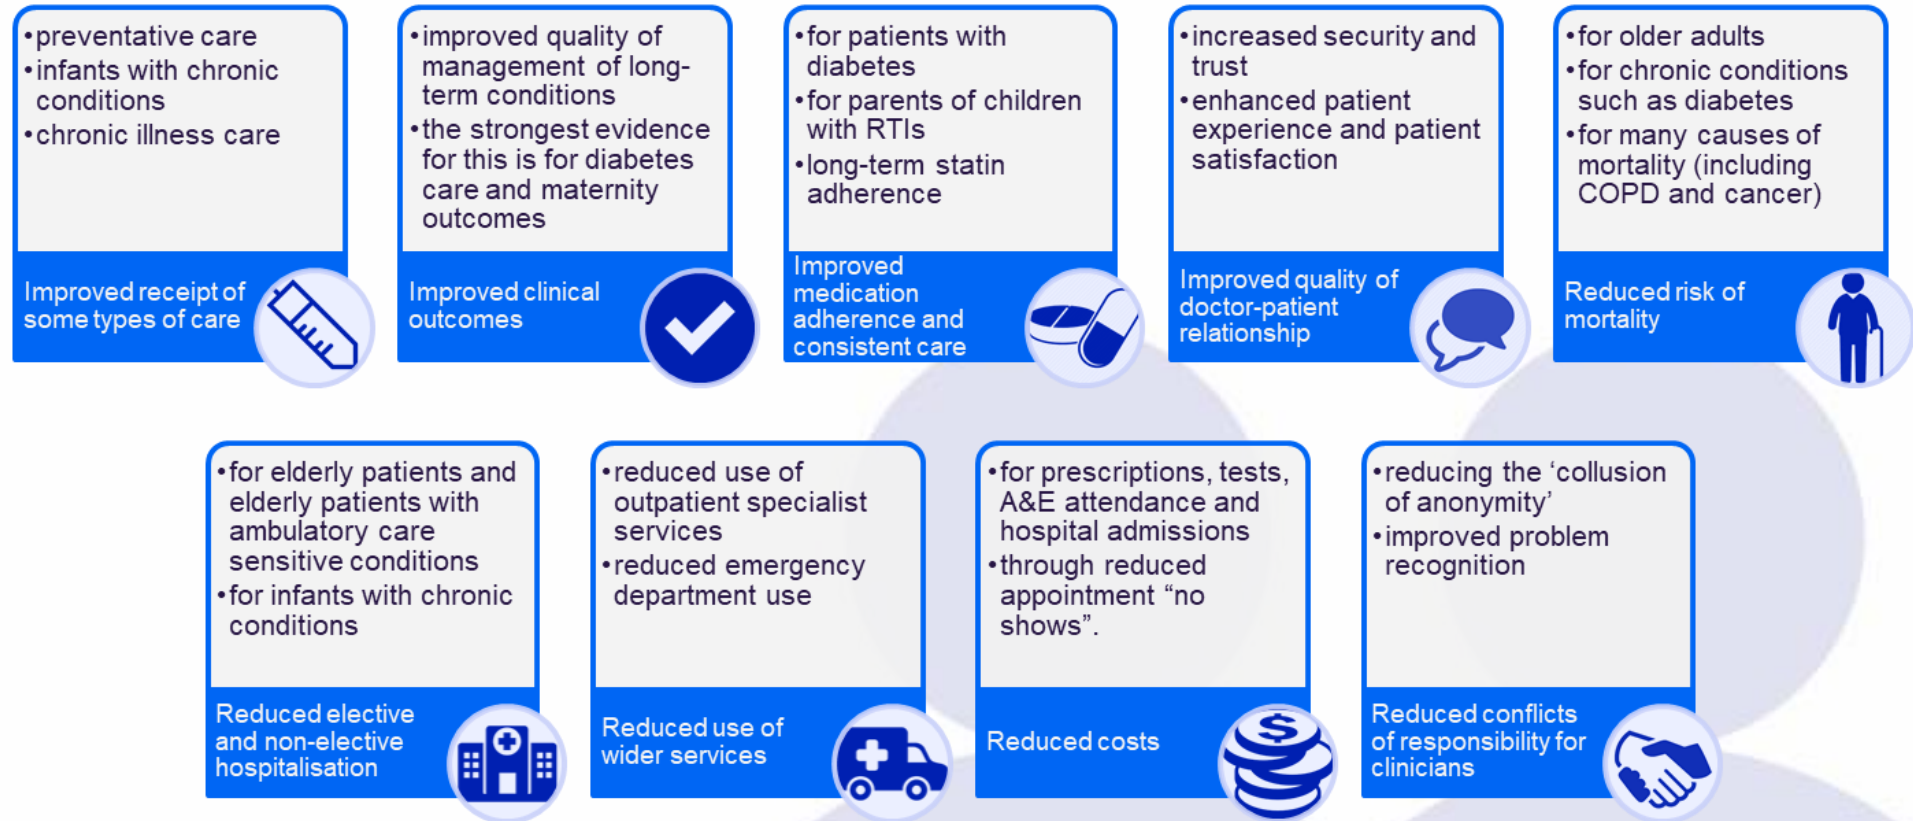 •preventative care
•infants with chronic
conditions
•chronic illness care
Improved receipt of
some types of care
•improved quality of
management of long-
term conditions
•the strongest evidence
for this is for diabetes
care and maternity
outcomes
Improved clinical
outcomes
•for patients with
diabetes
•for parents of children
with RTIs
•long-term statin
adherence
Improved
medication
adherence and
consistent care
•increased security and
trust
•enhanced patient
experience and patient
satisfaction
Improved quality of
doctor-patient
relationship
•for older adults
•for chronic conditions
such as diabetes
•for many causes of
mortality (including
COPD and cancer)
Reduced risk of
mortality
•for elderly patients and
elderly patients with
ambulatory care
sensitive conditions
•for infants with chronic
conditions
Reduced elective
and non-elective
hospitalisation
•reduced use of
outpatient specialist
services
•reduced emergency
department use
Reduced use of
wider services
•for prescriptions, tests,
A&E attendance and
hospital admissions
•through reduced
appointment “no
shows”.
Reduced costs
$
•reducing the ‘collusion
of anonymity’
•improved problem
recognition
Reduced conflicts
of responsibility for
clinicians